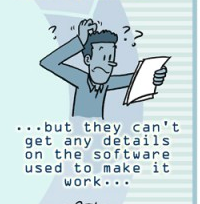 ? ? ?
...but they can't
get any details
on the software
used to make it
work...